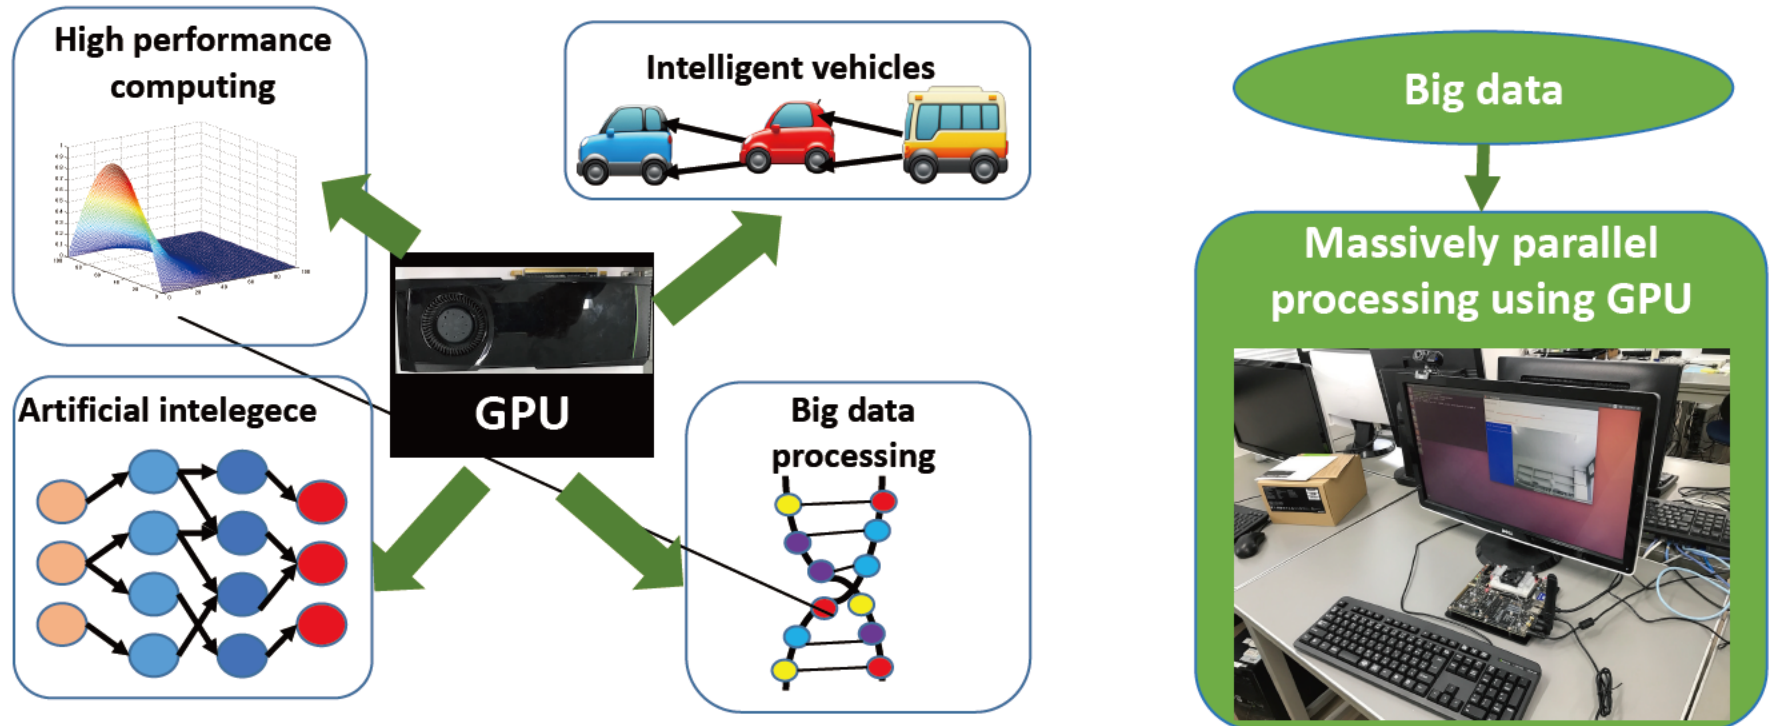 High performance
computing
Intelligent vehicles
GPU
Artificial intelegece
Big data
processing
Big data
Massively parallel
processing using GPU